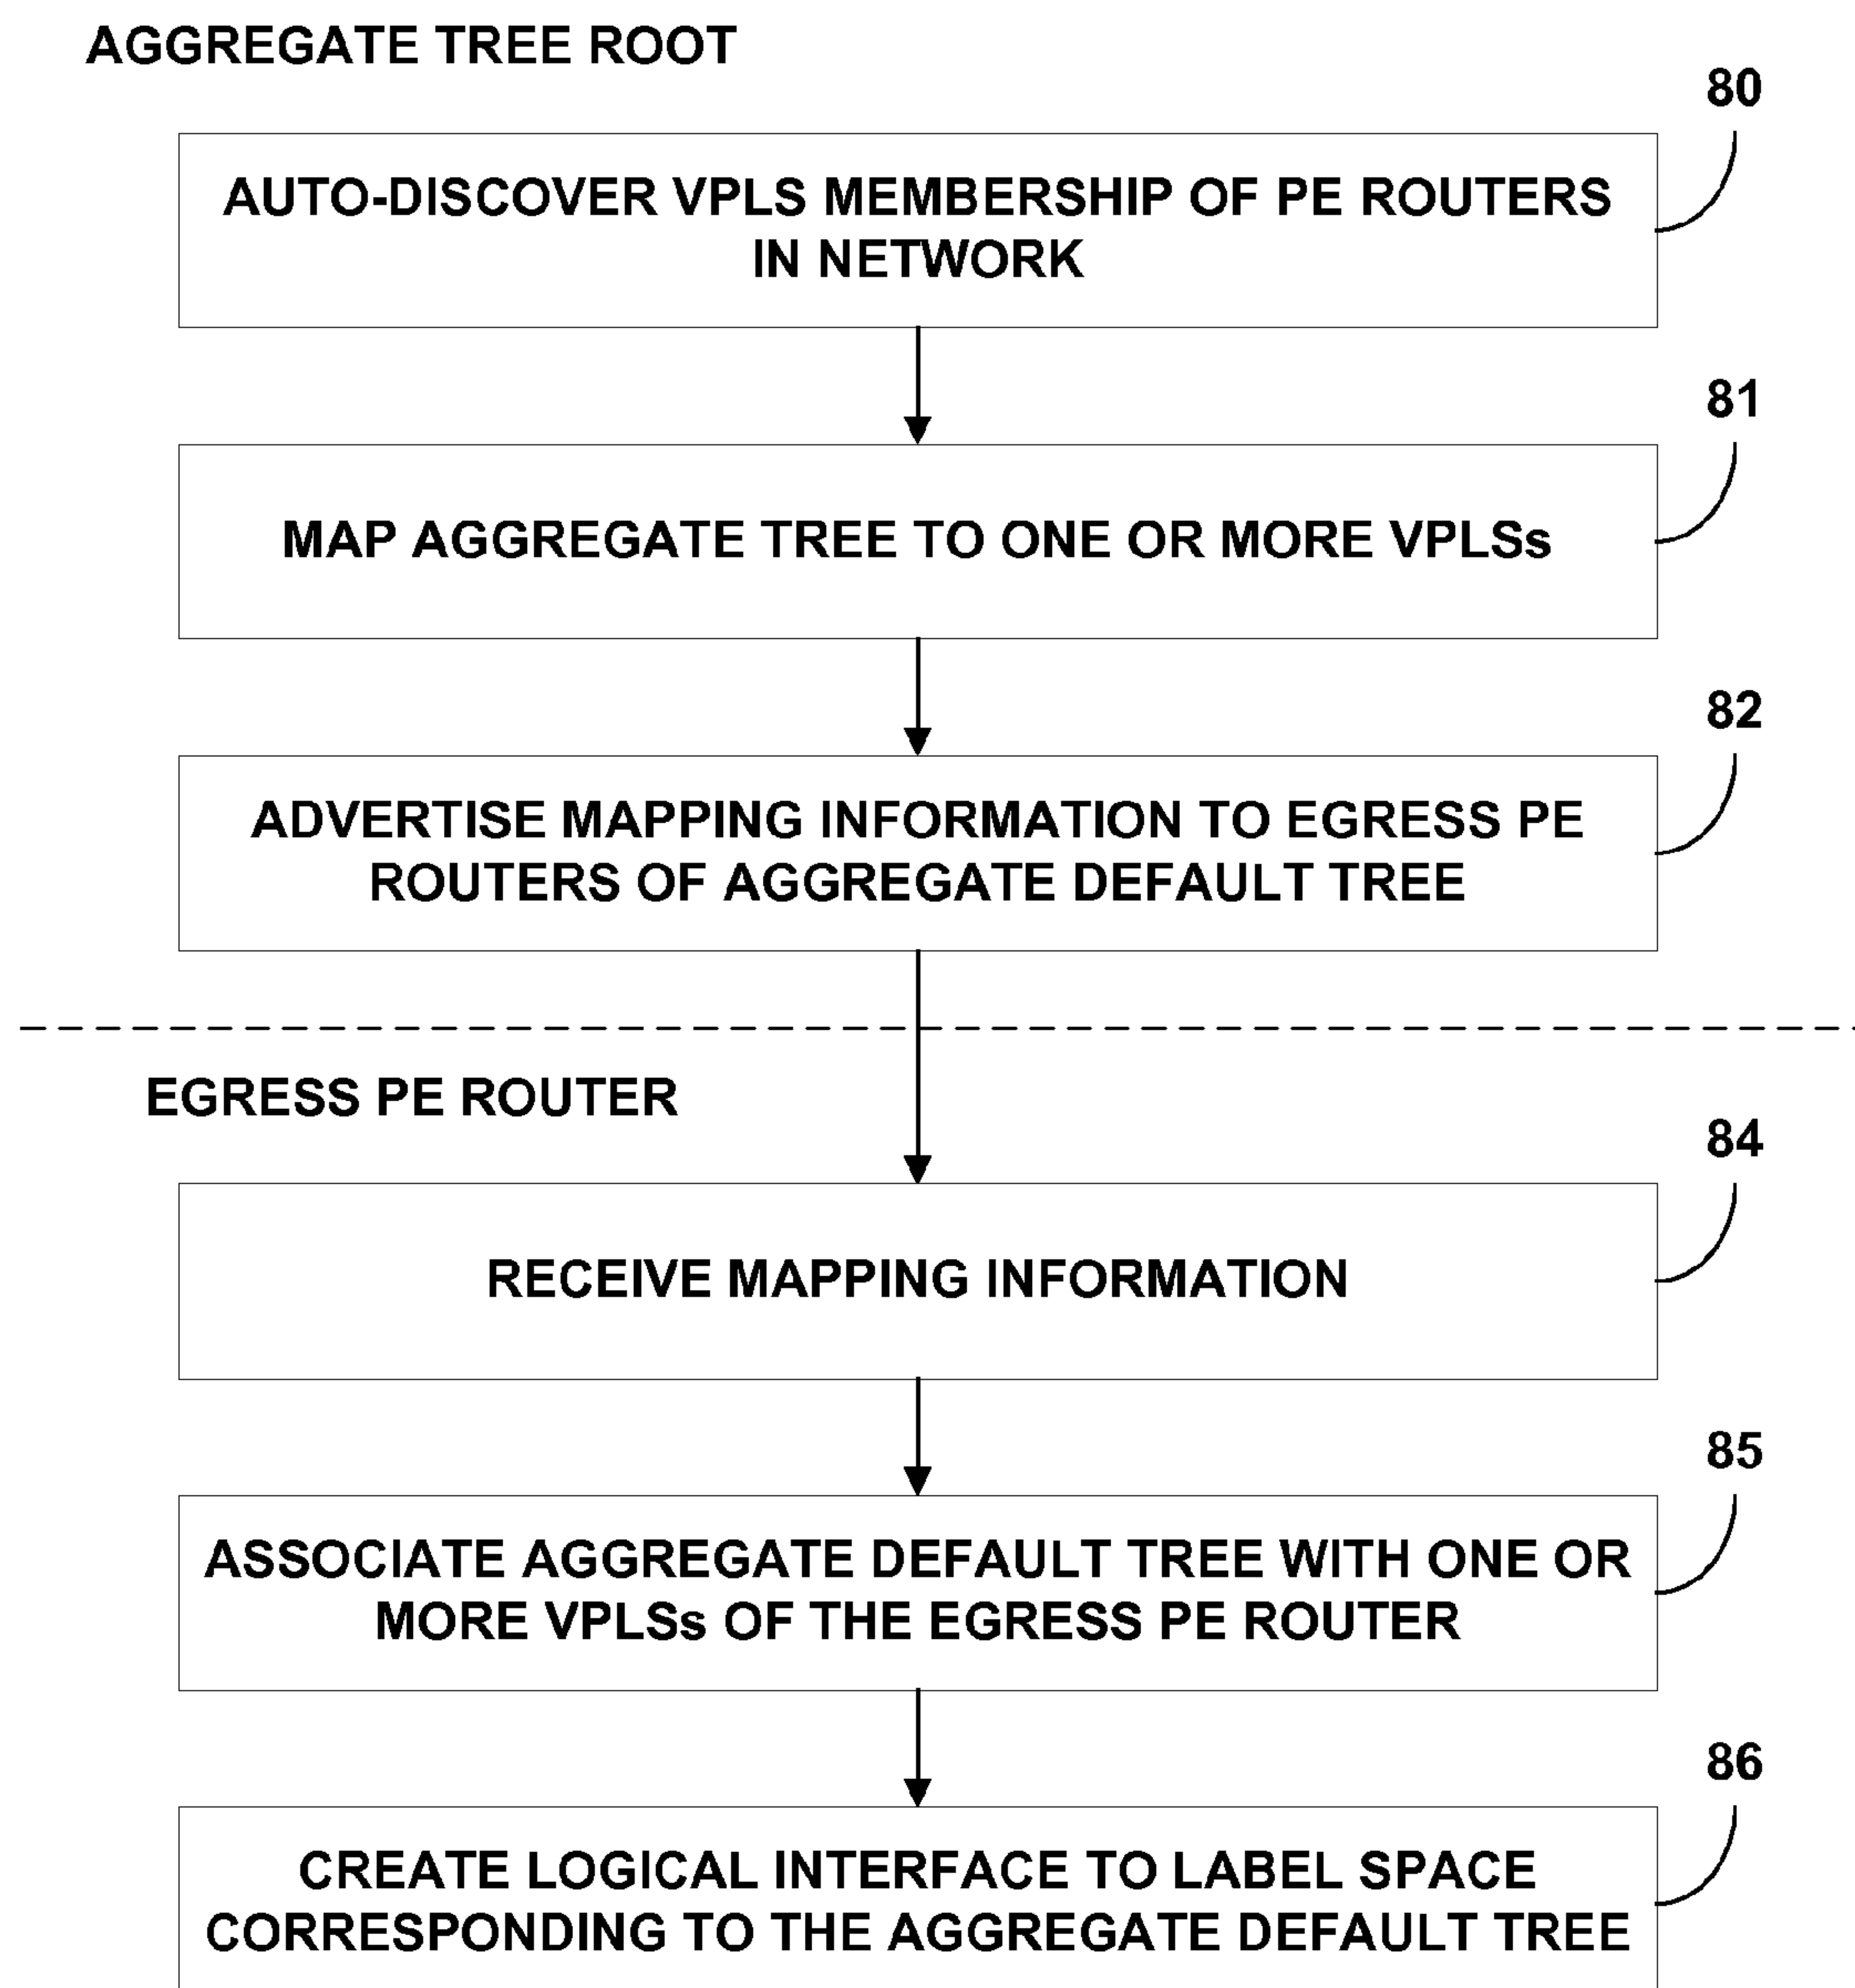 AGGREGATE TREE ROOT
80
AUTO-DISCOVER VPLS MEMBERSHIP OF PE ROUTERS
IN NETWORK
81
MAP AGGREGATE TREE TO ONE OR MORE VPLSs
82
ADVERTISE MAPPING INFORMATION TO EGRESS PE
ROUTERS OF AGGREGATE DEFAULT TREE
EGRESS PE ROUTER
84
RECEIVE MAPPING INFORMATION
85
ASSOCIATE AGGREGATE DEFAULT TREE WITH ONE OR
MORE VPLSs OF THE EGRESS PE ROUTER
86
CREATE LOGICAL INTERFACE TO LABEL SPACE
CORRESPONDING TO THE AGGREGATE DEFAULT TREE